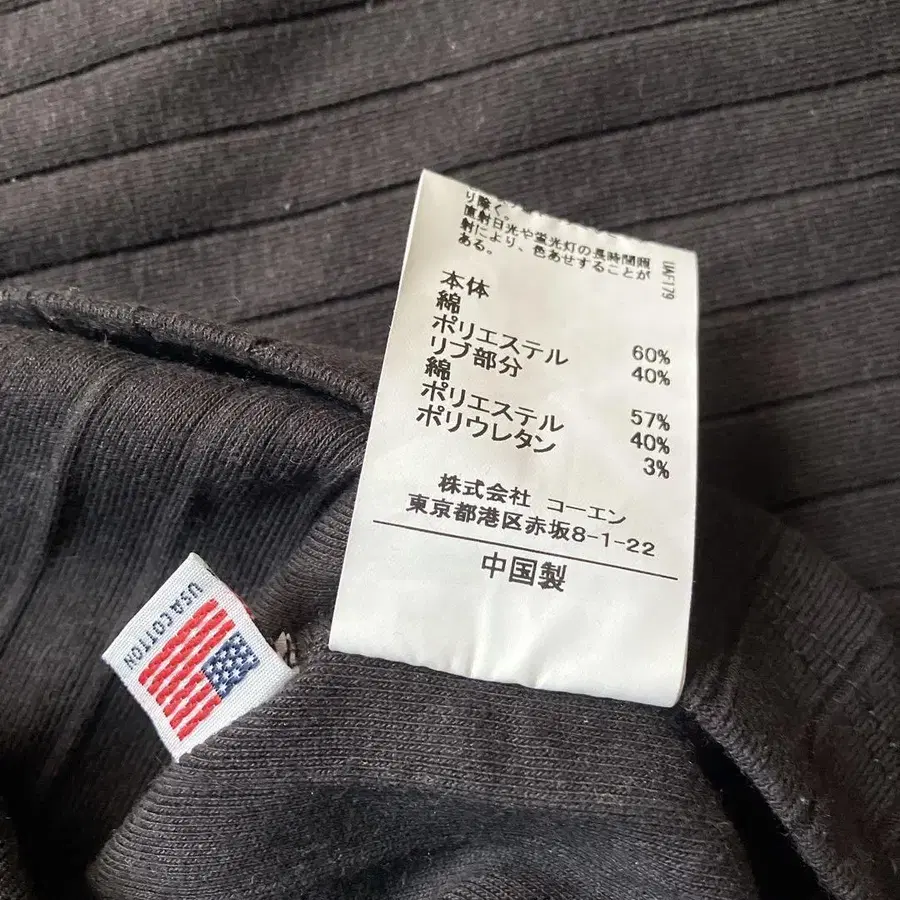 り除く。
直射日光や蛍光灯の長時間照
射により、色あせすることが
ある。
UAF179
本体
綿 60%
ポリエステル 40%
リブ部分
綿 57%
ポリエステル 40%
ポリウレタン 3%
株式会社 コーエン
東京都港区赤坂8-1-22
中国製
USA COTTON